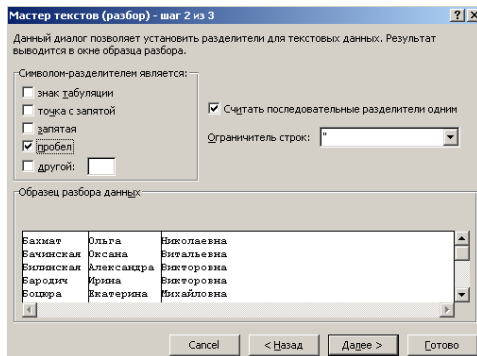 Мастер текстов (разбор) - шаг 2 из 3
Данный диалог позволяет установить разделители для текстовых данных. Результат
выводится в окне образца разбора.
Символом-разделителем является:
знак табуляции
точка с запятой
запятая
пробел
другой:
Считать последовательные разделители одним
Ограничитель строк: "
Образец разбора данных
Бахмат Ольга Николаевна
Бачинская Оксана Витальевна
Билинская Александра Викторовна
Бародич Ирина Викторовна
Боцюра Екатерина Михайловна
Cancel < Назад Далее > Готово